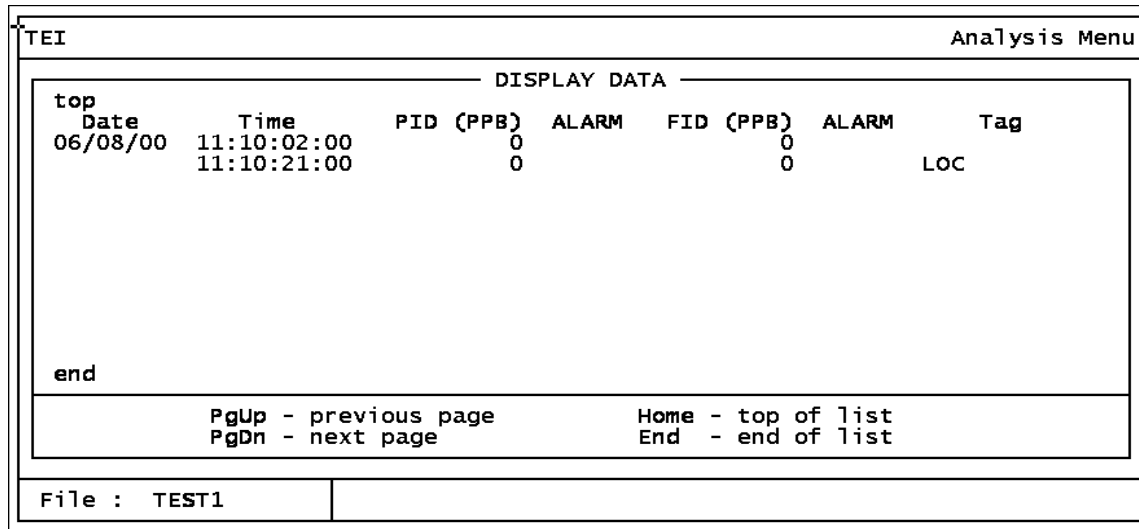 TEI Analysis Menu
DISPLAY DATA
top
Date Time PID (PPB) ALARM FID (PPB) ALARM Tag
06/08/00 11:10:02:00 0 0
11:10:21:00 0 0 LOC
end
PgUp - previous page Home - top of list
PgDn - next page End - end of list
File : TEST1